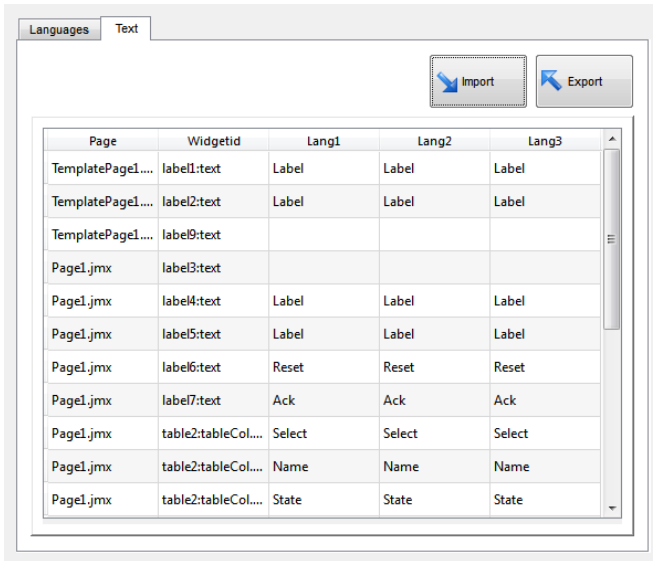 Languages Text
Import Export
Page Widgetid Lang1 Lang2 Lang3
TemplatePage1.... label1:text Label Label Label
TemplatePage1.... label2:text Label Label Label
TemplatePage1.... label9:text
Page1.jmx label3:text
Page1.jmx label4:text Label Label Label
Page1.jmx label5:text Label Label Label
Page1.jmx label6:text Reset Reset Reset
Page1.jmx label7:text Ack Ack Ack
Page1.jmx table2:tableCol.... Select Select Select
Page1.jmx table2:tableCol.... Name Name Name
Page1.jmx table2:tableCol.... State State State